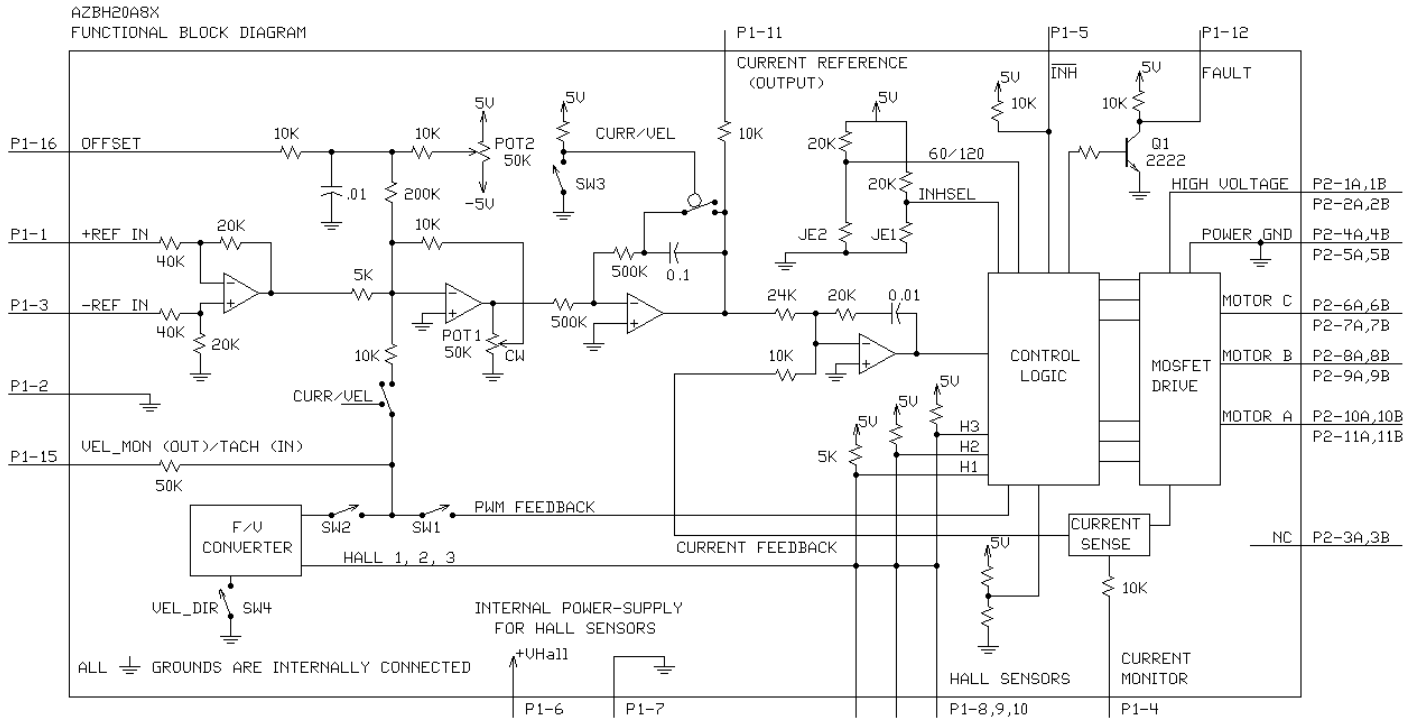 AZBH20A8X
FUNCTIONAL BLOCK DIAGRAM
P1-11
P1-5
P1-12
CURRENT REFERENCE
(OUTPUT)
INH
FAULT
5V
10K
5V
10K
5V
5V
5V
P1-16
OFFSET
10K
10K
POT2
50K
-5V
CURR/VEL
SW3
10K
20K
60/120
20K
INHSEL
JE2
JE1
Q1
2222
.01
200K
HIGH VOLTAGE
P2-1A,1B
P2-2A,2B
P1-1
+REF IN
40K
20K
10K
500K
0.1
POWER GND
P2-4A,4B
P2-5A,5B
5K
P1-3
-REF IN
40K
20K
POT1
50K
CW
500K
24K
20K
0.01
10K
CONTROL
LOGIC
MOSFET
DRIVE
MOTOR C
P2-6A,6B
P2-7A,7B
MOTOR B
P2-8A,8B
P2-9A,9B
MOTOR A
P2-10A,10B
P2-11A,11B
10K
P1-2
CURR/VEL
5V
5V
5V
5K
H3
H2
H1
P1-15
VEL_MON (OUT)/TACH (IN)
50K
F/V
CONVERTER
SW2
SW1
PWM FEEDBACK
CURRENT FEEDBACK
CURRENT
SENSE
NC
P2-3A,3B
HALL 1, 2, 3
5V
10K
VEL_DIR
SW4
INTERNAL POWER-SUPPLY
FOR HALL SENSORS
+VHall
ALL
GROUNDS ARE INTERNALLY CONNECTED
HALL SENSORS
CURRENT
MONITOR
P1-6
P1-7
P1-8,9,10
P1-4